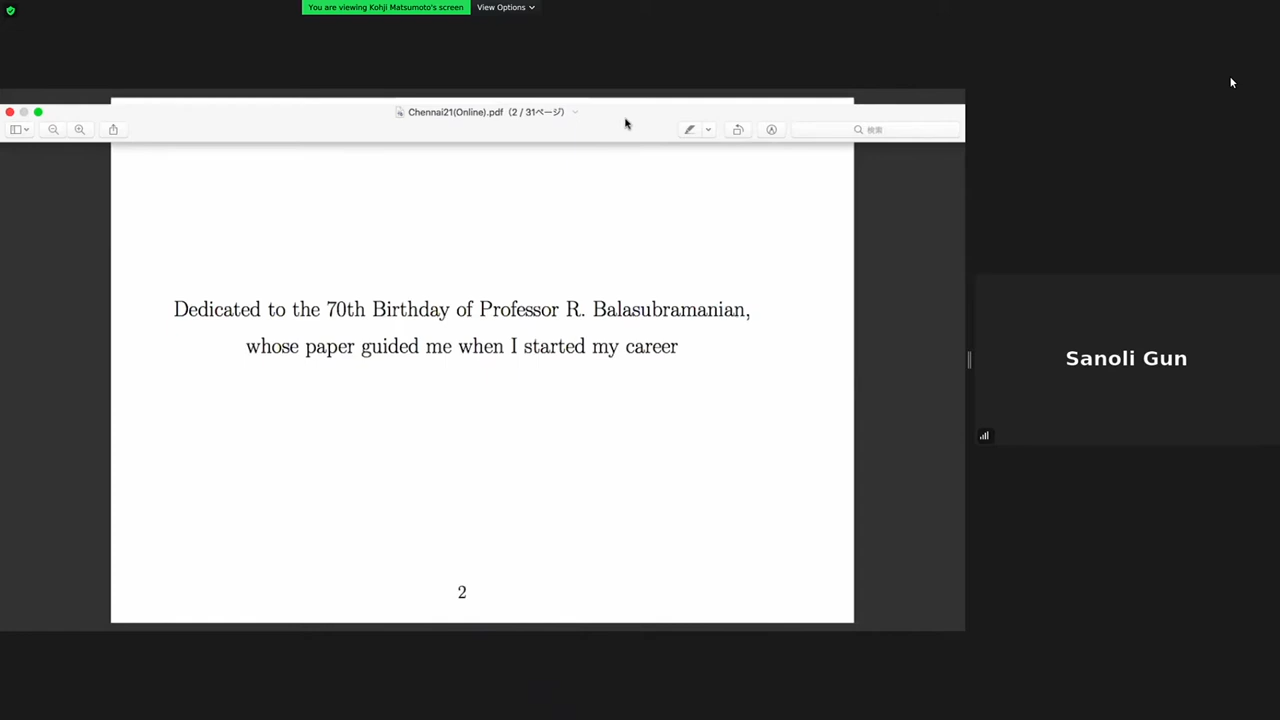 You are viewing Kohji Matsumoto's screen
View Options
Chennai21(Online).pdf（2 / 31ページ）
検索
Dedicated to the 70th Birthday of Professor R. Balasubramanian,
whose paper guided me when I started my career
Sanoli Gun
2